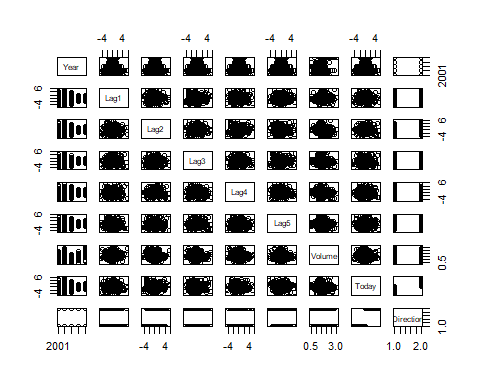 -4 4 -4 4 -4 4
Year
2001
-4 6
Lag1
Lag2
-4 6
-4 6
Lag3
-4 6
Lag4
-4 6
-4 6
Lag5
Volume
0.5
-4 6
Today
Direction
1.0
-4 4 -4 4
2001
0.5 3.0
1.0 2.0